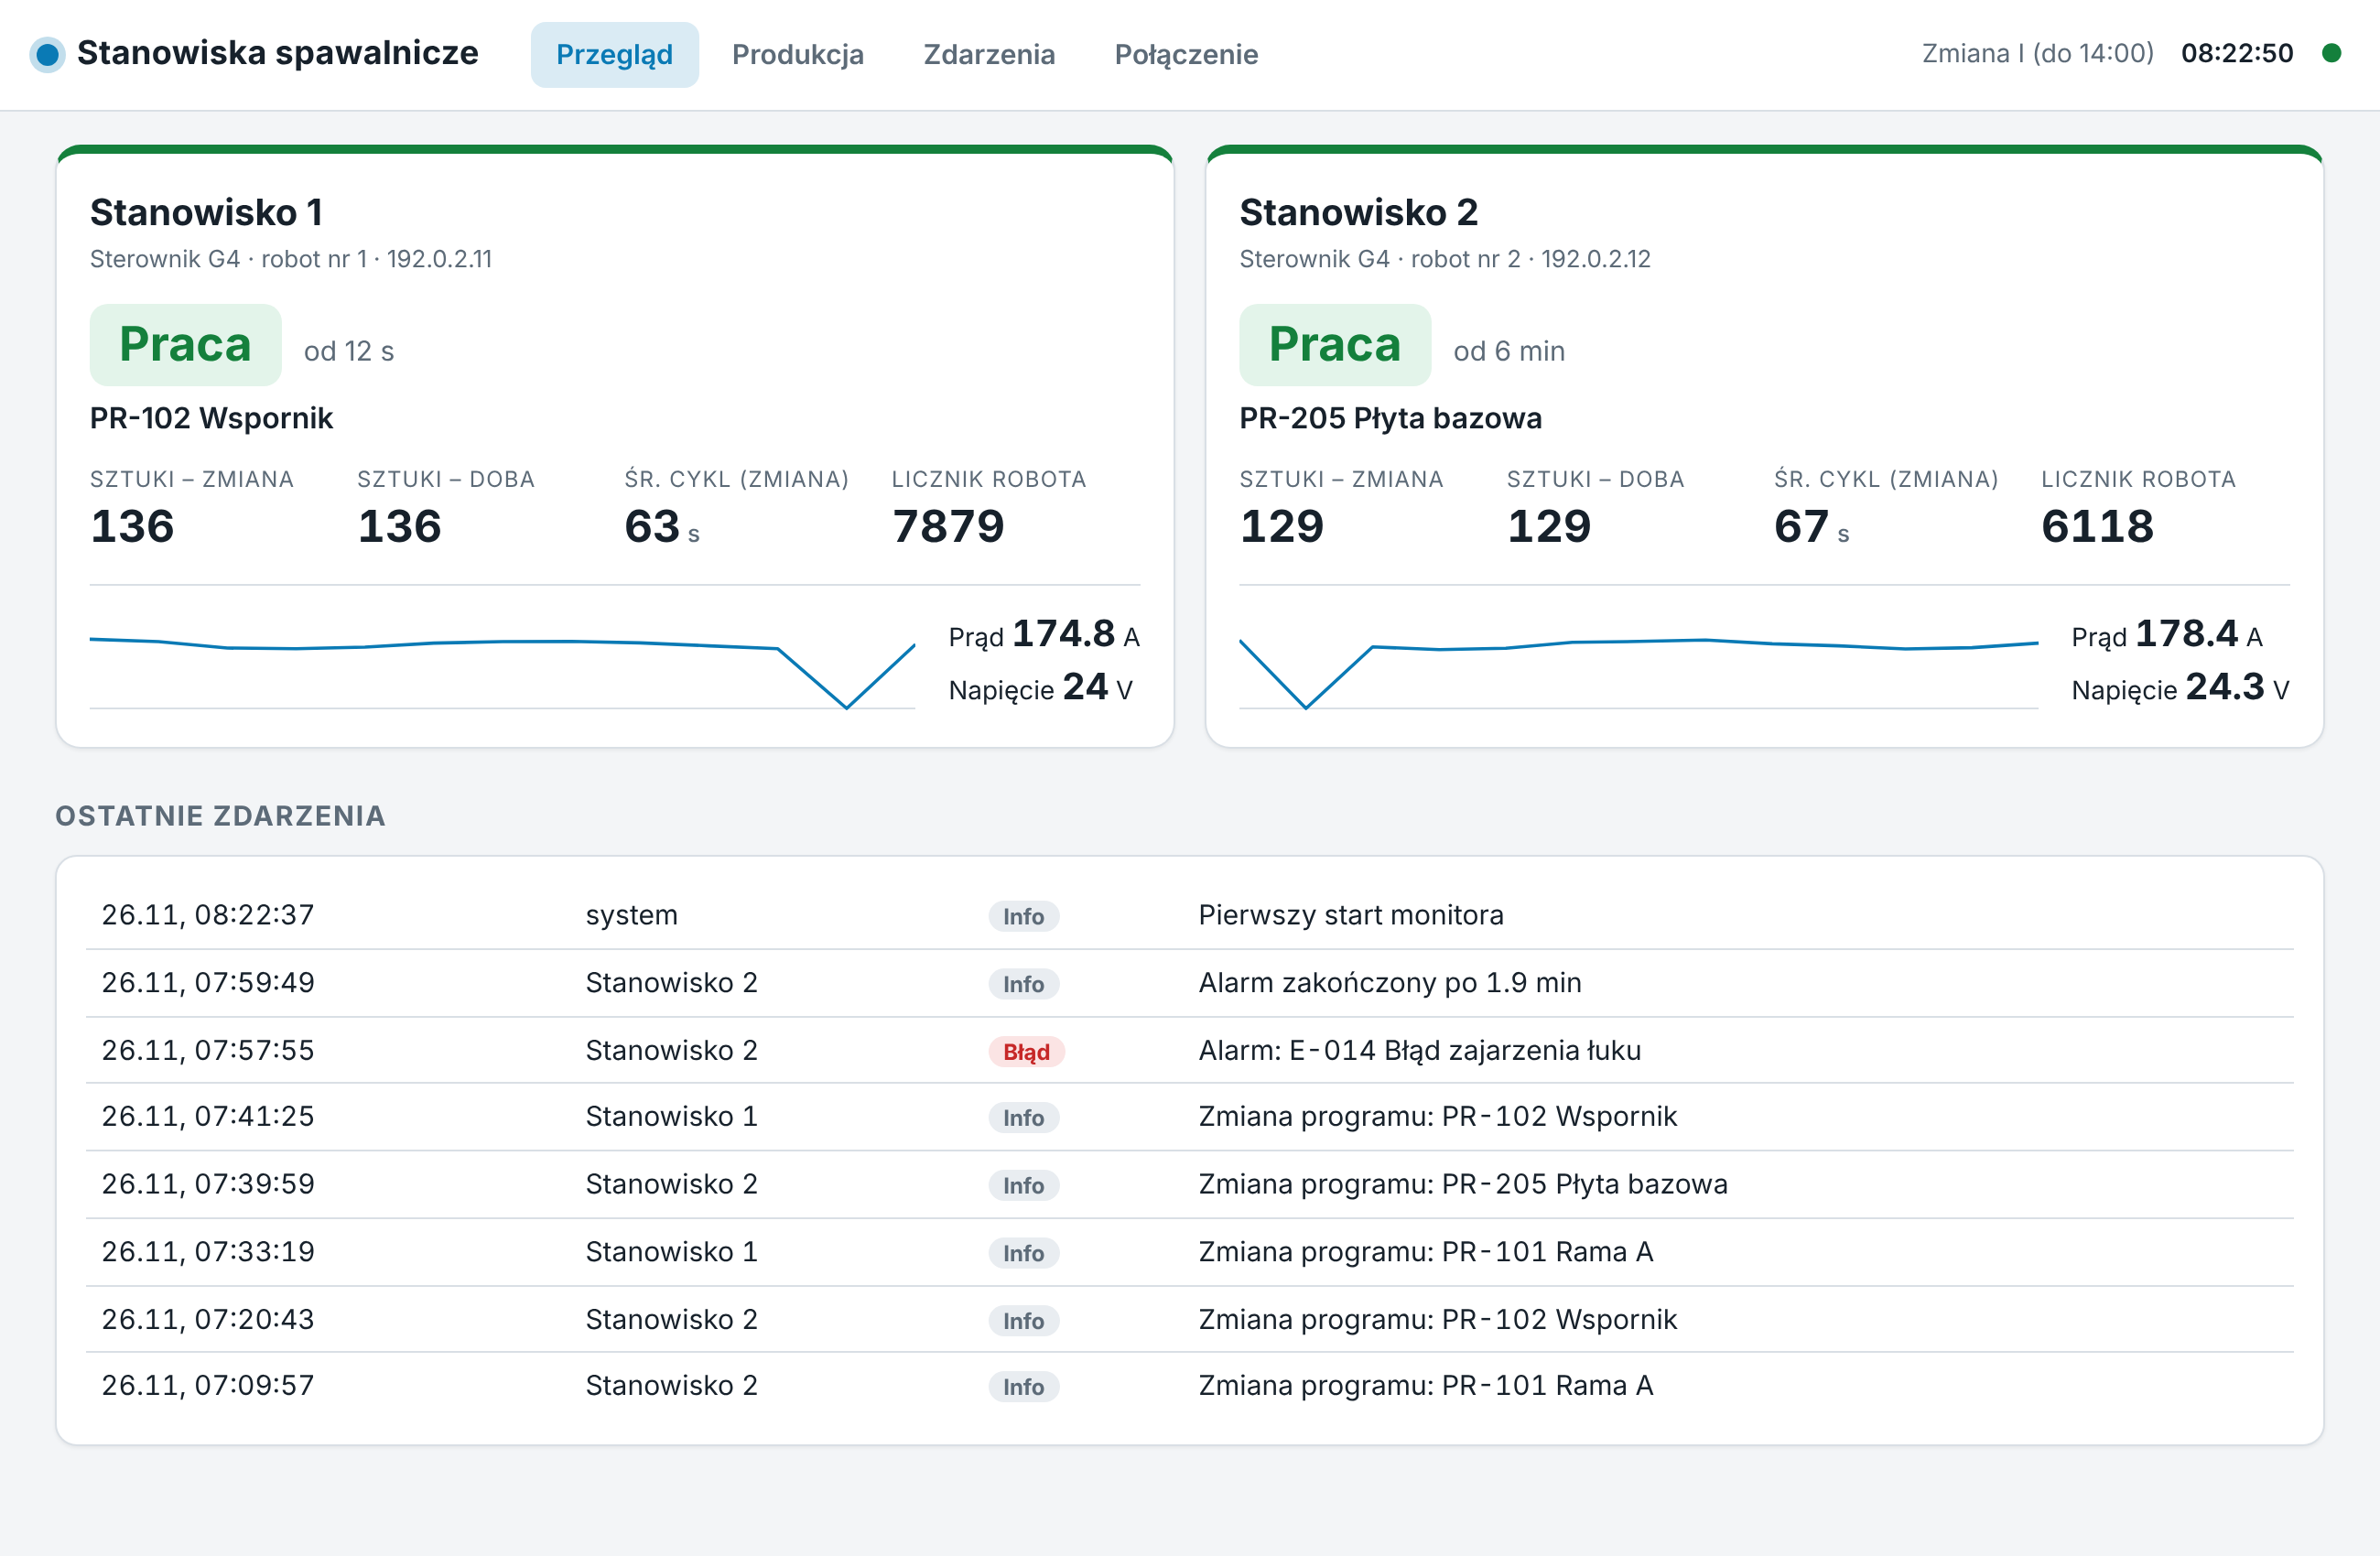 Stanowiska spawalnicze Przegląd Produkcja Zdarzenia Połączenie Zmiana I (do 14:00) 08:22:50
Stanowisko 1
Sterownik G4 · robot nr 1 · 192.0.2.11
Praca od 12 s
PR-102 Wspornik
SZTUKI – ZMIANA SZTUKI – DOBA ŚR. CYKL (ZMIANA) LICZNIK ROBOTA
136 136 63 s 7879
Prąd 174.8 A
Napięcie 24 V
Stanowisko 2
Sterownik G4 · robot nr 2 · 192.0.2.12
Praca od 6 min
PR-205 Płyta bazowa
SZTUKI – ZMIANA SZTUKI – DOBA ŚR. CYKL (ZMIANA) LICZNIK ROBOTA
129 129 67 s 6118
Prąd 178.4 A
Napięcie 24.3 V
OSTATNIE ZDARZENIA
26.11, 08:22:37 system Info Pierwszy start monitora
26.11, 07:59:49 Stanowisko 2 Info Alarm zakończony po 1.9 min
26.11, 07:57:55 Stanowisko 2 Błąd Alarm: E-014 Błąd zajarzenia łuku
26.11, 07:41:25 Stanowisko 1 Info Zmiana programu: PR-102 Wspornik
26.11, 07:39:59 Stanowisko 2 Info Zmiana programu: PR-205 Płyta bazowa
26.11, 07:33:19 Stanowisko 1 Info Zmiana programu: PR-101 Rama A
26.11, 07:20:43 Stanowisko 2 Info Zmiana programu: PR-102 Wspornik
26.11, 07:09:57 Stanowisko 2 Info Zmiana programu: PR-101 Rama A